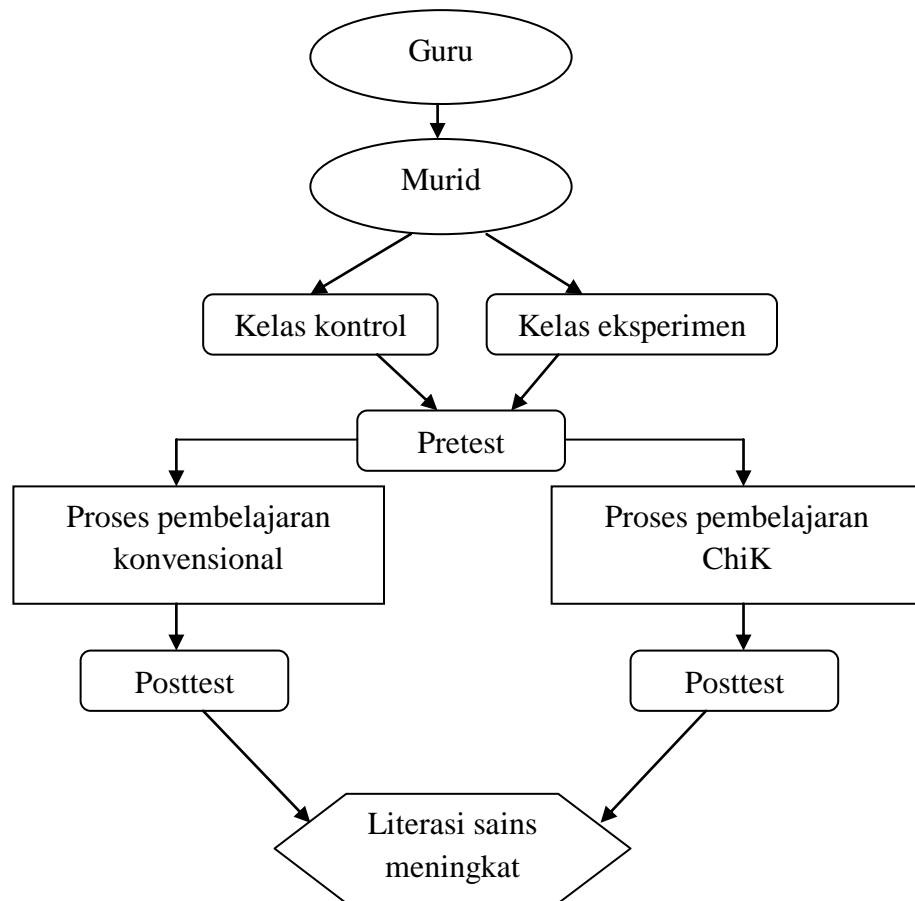 Guru
Murid
Kelas kontrol
Kelas eksperimen
Pretest
Proses pembelajaran
konvensional
Proses pembelajaran
ChiK
Posttest
Posttest
Literasi sains
meningkat